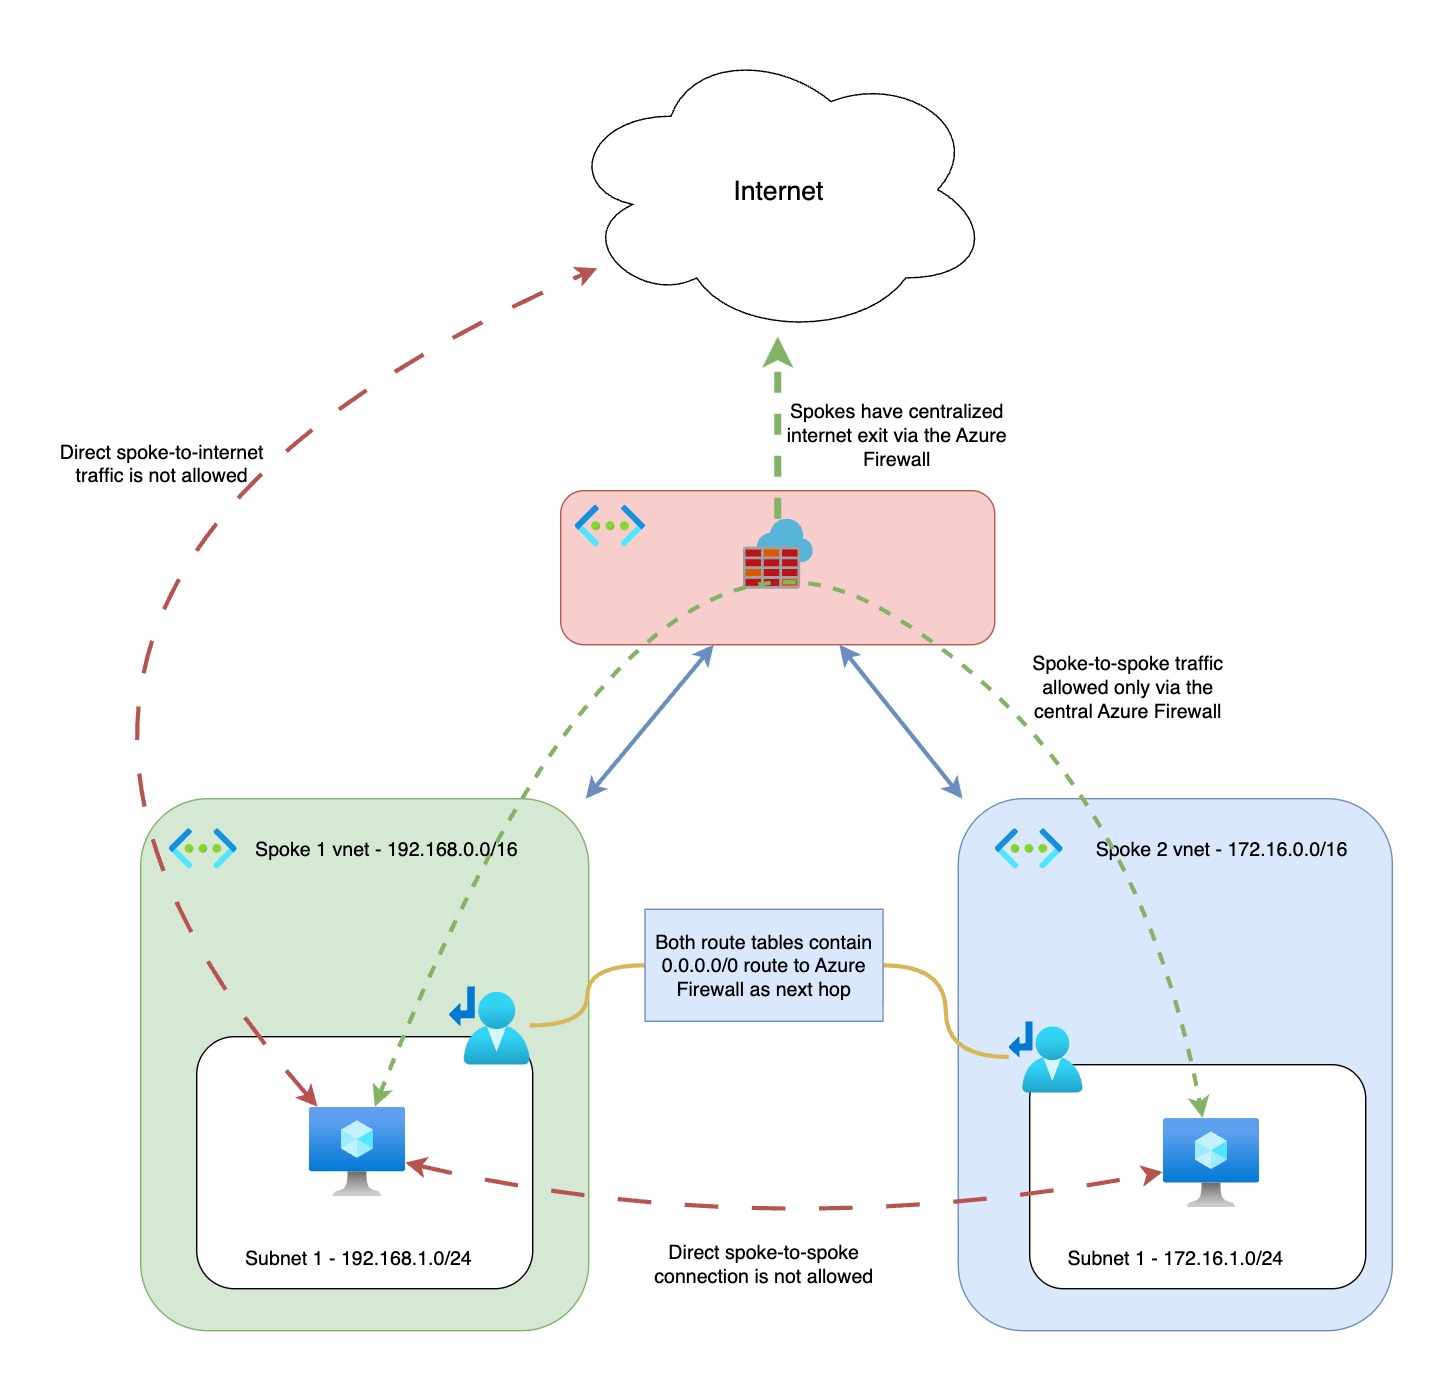 Internet
Spokes have centralized
internet exit via the Azure
Firewall
Direct spoke-to-internet
traffic is not allowed
Spoke-to-spoke traffic
allowed only via the
central Azure Firewall
Spoke 1 vnet - 192.168.0.0/16
Spoke 2 vnet - 172.16.0.0/16
Both route tables contain
0.0.0.0/0 route to Azure
Firewall as next hop
Subnet 1 - 192.168.1.0/24
Direct spoke-to-spoke
connection is not allowed
Subnet 1 - 172.16.1.0/24